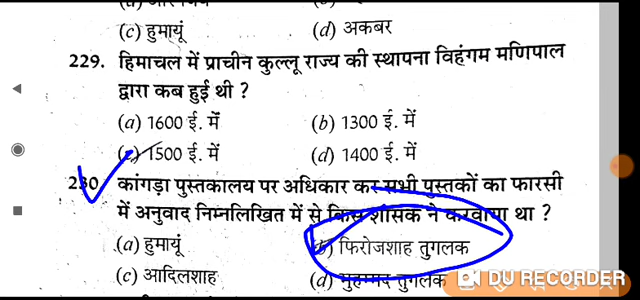 (c) हुमायूं (d) अकबर
229. हिमाचल में प्राचीन कुल्लू राज्य की स्थापना विहंगम मणिपाल
द्वारा कब हुई थी ?
(a) 1600 ई. में (b) 1300 ई. में
(c) 1500 ई. में (d) 1400 ई. में
230. कांगड़ा पुस्तकालय पर अधिकार कर सभी पुस्तकों का फारसी
में अनुवाद निम्नलिखित में से किस शासक ने करवाया था ?
(a) हुमायूं (b) फिरोजशाह तुगलक
(c) आदिलशाह (d) मुहम्मद तुगलक
DU RECORDER